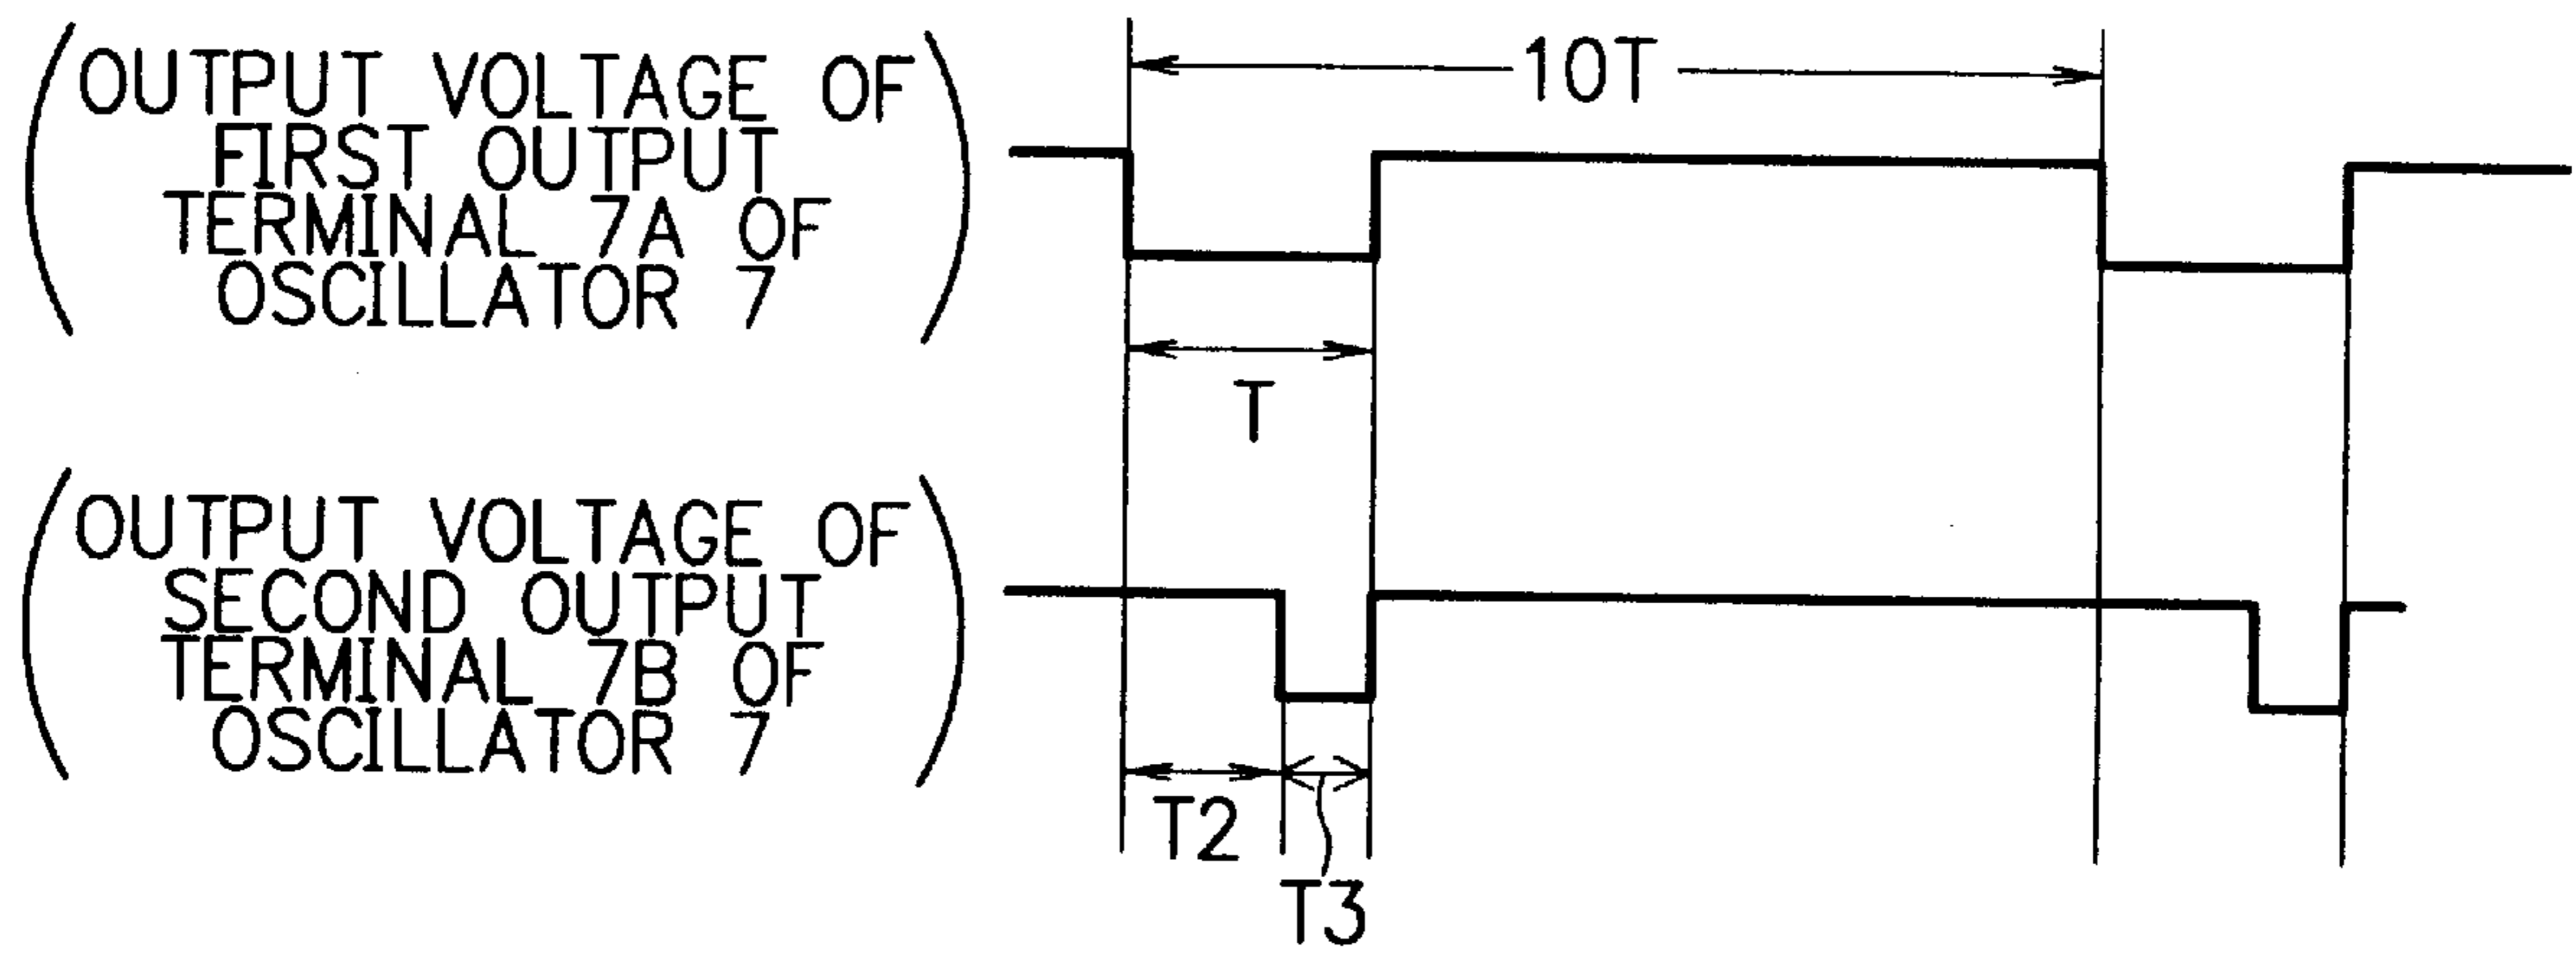 OUTPUT VOLTAGE OF
FIRST OUTPUT
TERMINAL 7A OF
OSCILLATOR 7
10T
T
OUTPUT VOLTAGE OF
SECOND OUTPUT
TERMINAL 7B OF
OSCILLATOR 7
T2
T3